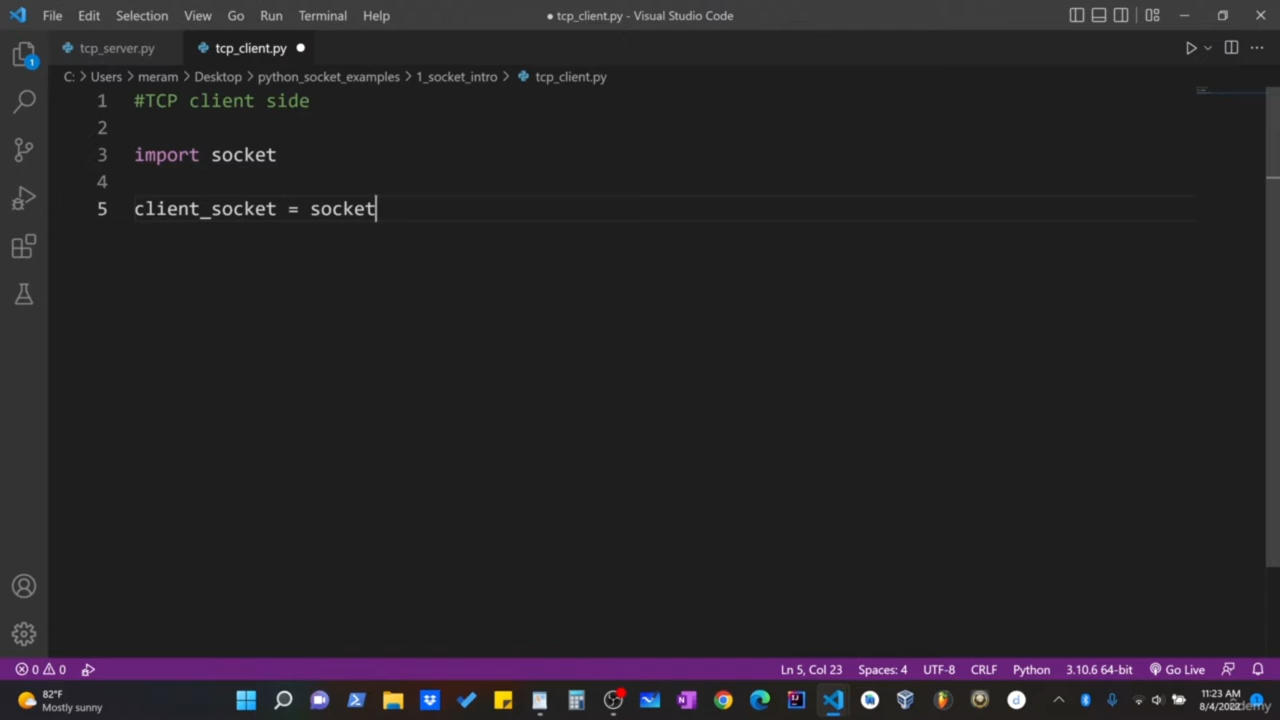 File Edit Selection View Go Run Terminal Help
● tcp_client.py - Visual Studio Code
tcp_server.py
tcp_client.py ●
C: > Users > meram > Desktop > python_socket_examples > 1_socket_intro > tcp_client.py
1 #TCP client side
2
3 import socket
4
5 client_socket = socket
1
0 0
Ln 5, Col 23 Spaces: 4 UTF-8 CRLF Python 3.10.6 64-bit Go Live
82°F
Mostly sunny
11:23 AM
8/4/2022